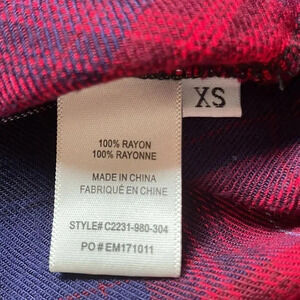 XS
100% RAYON
100% RAYONNE
MADE IN CHINA
FABRIQUÉ EN CHINE
STYLE# C2231-980-304
PO # EM171011